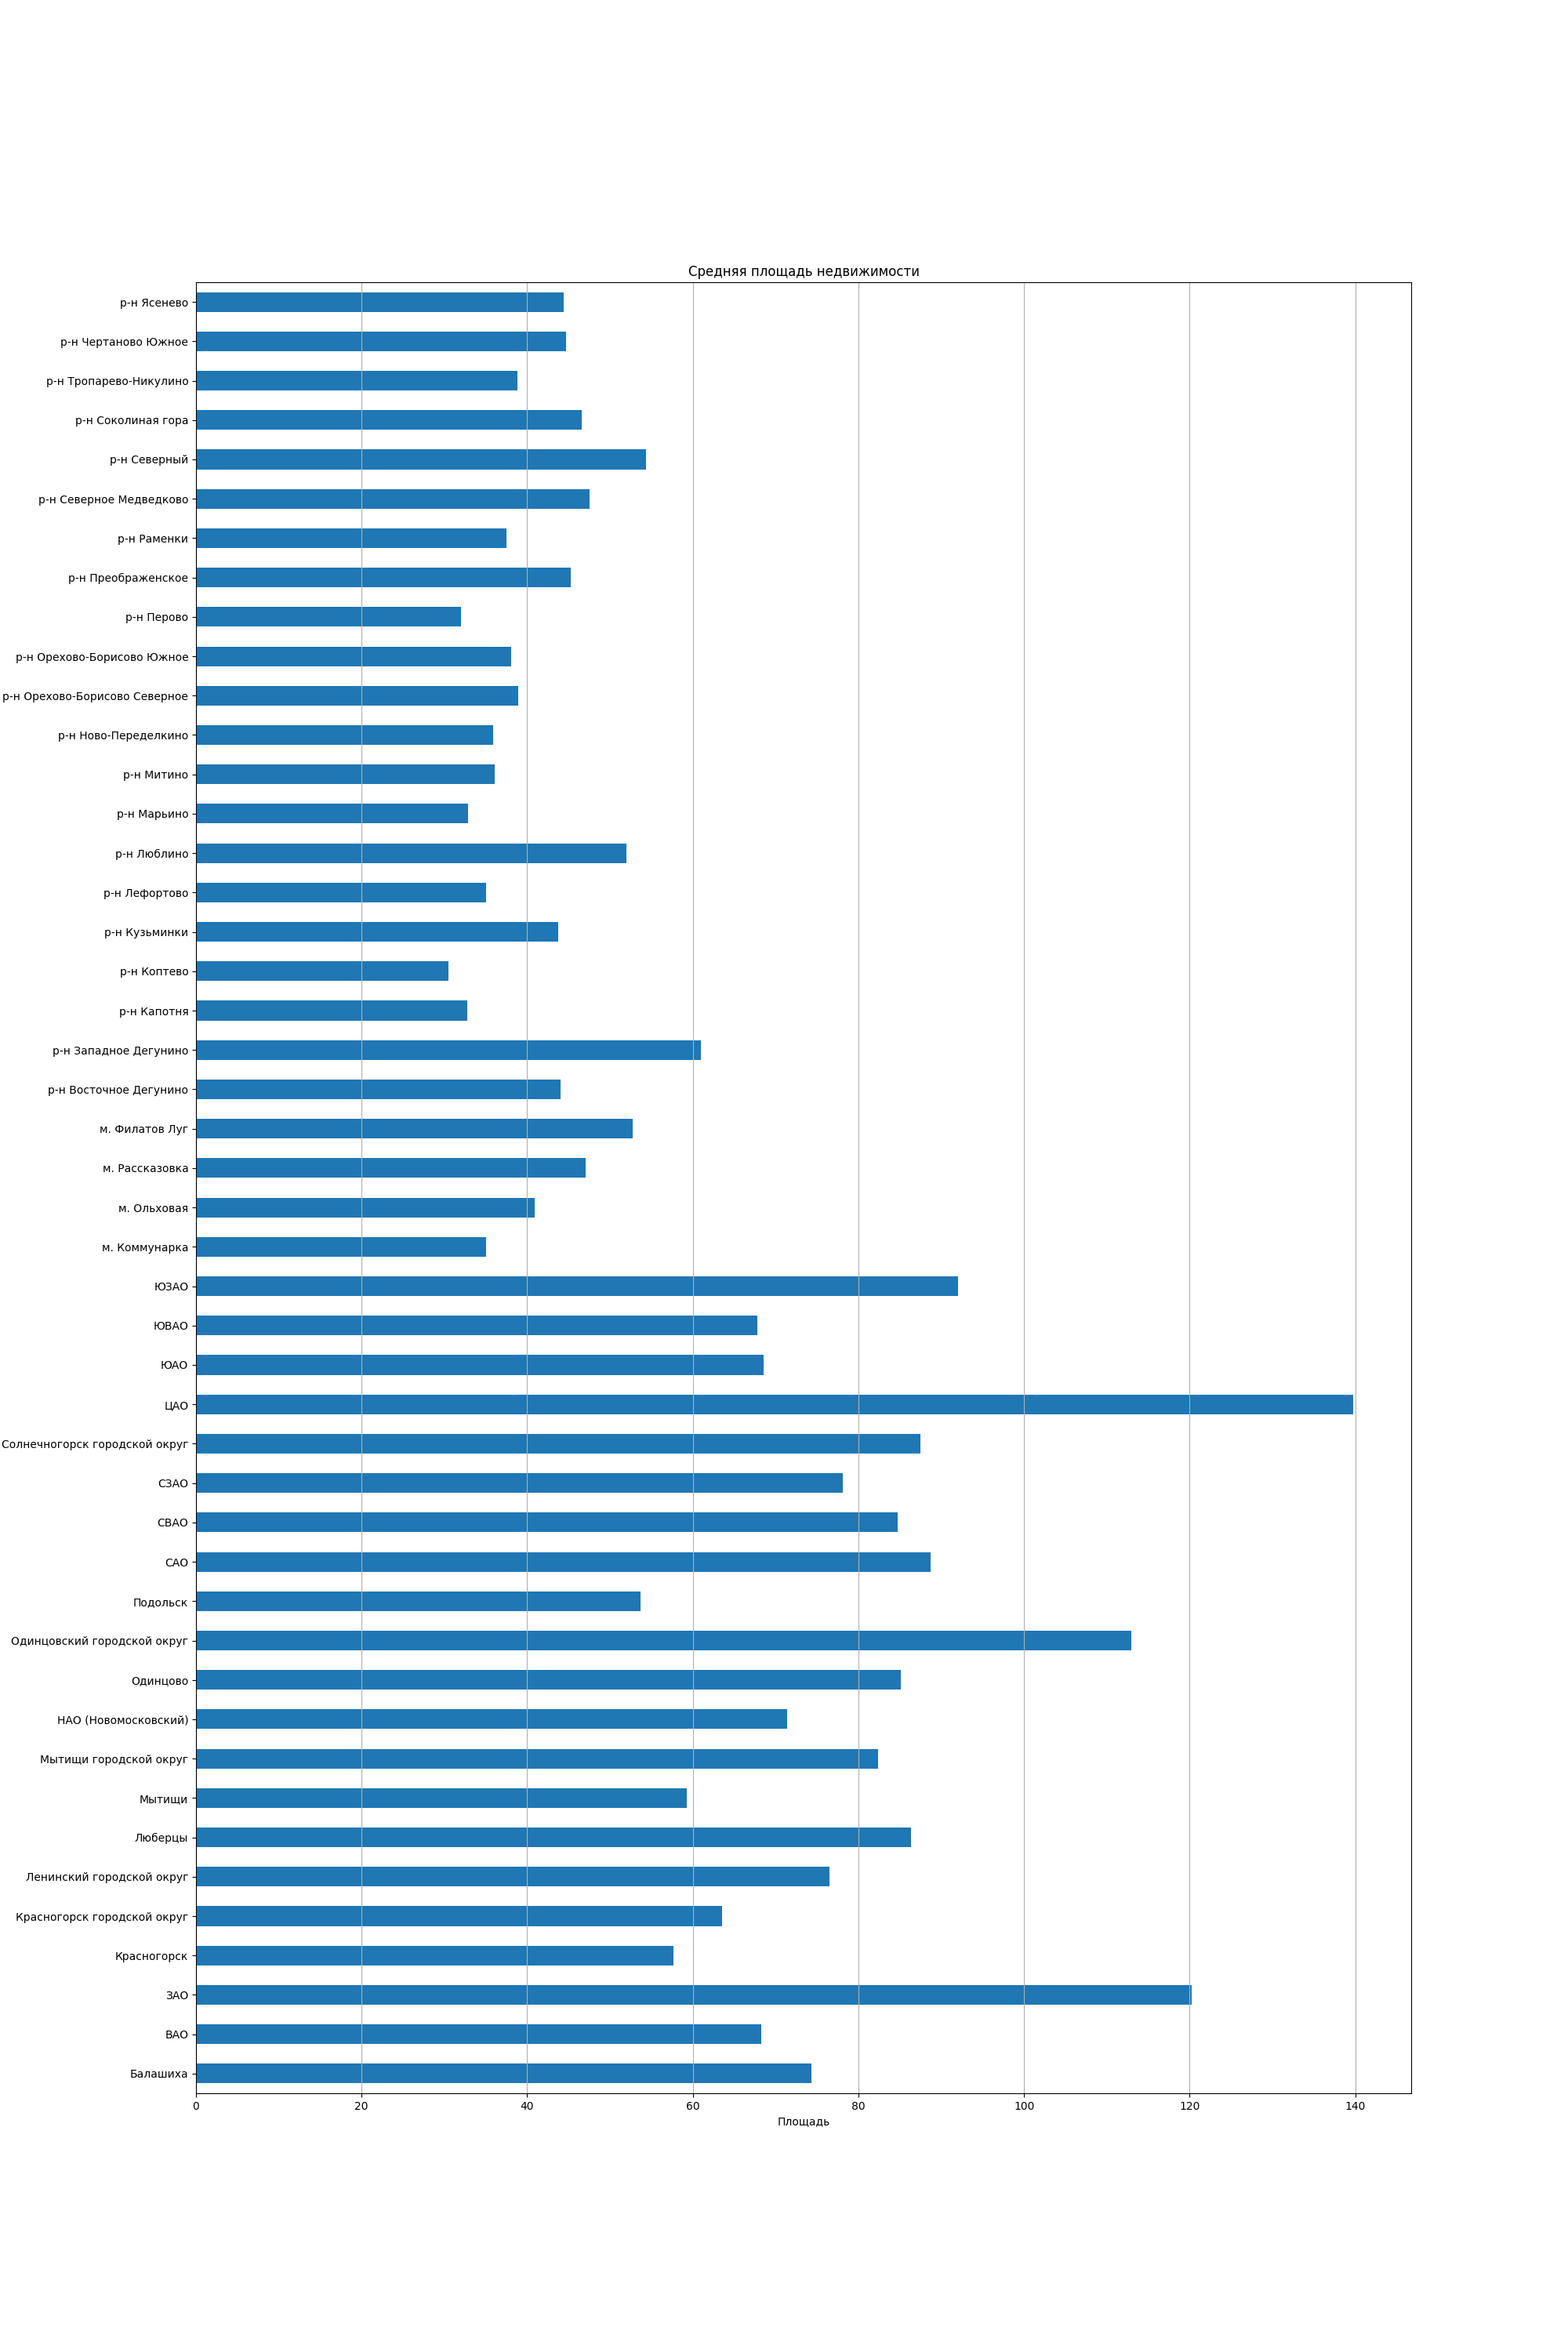 Средняя площадь недвижимости
р-н Ясенево
р-н Чертаново Южное
р-н Тропарево-Никулино
р-н Соколиная гора
р-н Северный
р-н Северное Медведково
р-н Раменки
р-н Преображенское
р-н Перово
р-н Орехово-Борисово Южное
р-н Орехово-Борисово Северное
р-н Ново-Переделкино
р-н Митино
р-н Марьино
р-н Люблино
р-н Лефортово
р-н Кузьминки
р-н Коптево
р-н Капотня
р-н Западное Дегунино
р-н Восточное Дегунино
м. Филатов Луг
м. Рассказовка
м. Ольховая
м. Коммунарка
ЮЗАО
ЮВАО
ЮАО
ЦАО
Солнечногорск городской округ
СЗАО
СВАО
САО
Подольск
Одинцовский городской округ
Одинцово
НАО (Новомосковский)
Мытищи городской округ
Мытищи
Люберцы
Ленинский городской округ
Красногорск городской округ
Красногорск
ЗАО
ВАО
Балашиха
0 20 40 60 80 100 120 140
Площадь